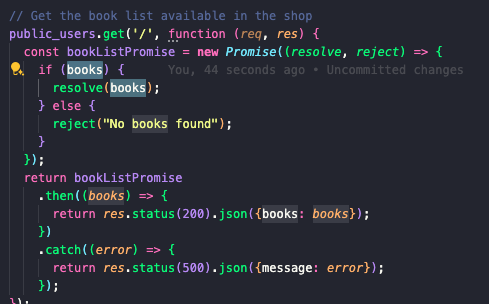 // Get the book list available in the shop
public_users.get('/', function (req, res) {
const bookListPromise = new Promise((resolve, reject) => {
if (books) { You, 44 seconds ago • Uncommitted changes
resolve(books);
} else {
reject("No books found");
}
});
return bookListPromise
.then((books) => {
return res.status(200).json({books: books});
})
.catch((error) => {
return res.status(500).json({message: error});
});
});